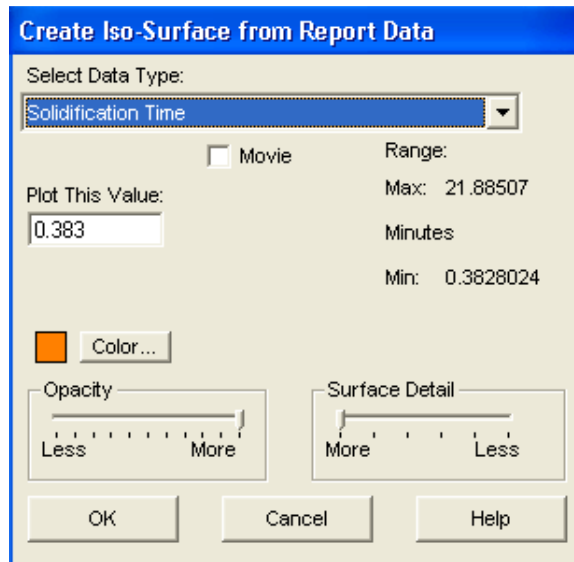 Create Iso-Surface from Report Data
Select Data Type:
Solidification Time
Movie
Range:
Plot This Value:
Max: 21.88507
0.383
Minutes
Min: 0.3828024
Color...
Opacity
Less More
Surface Detail
More Less
OK Cancel Help